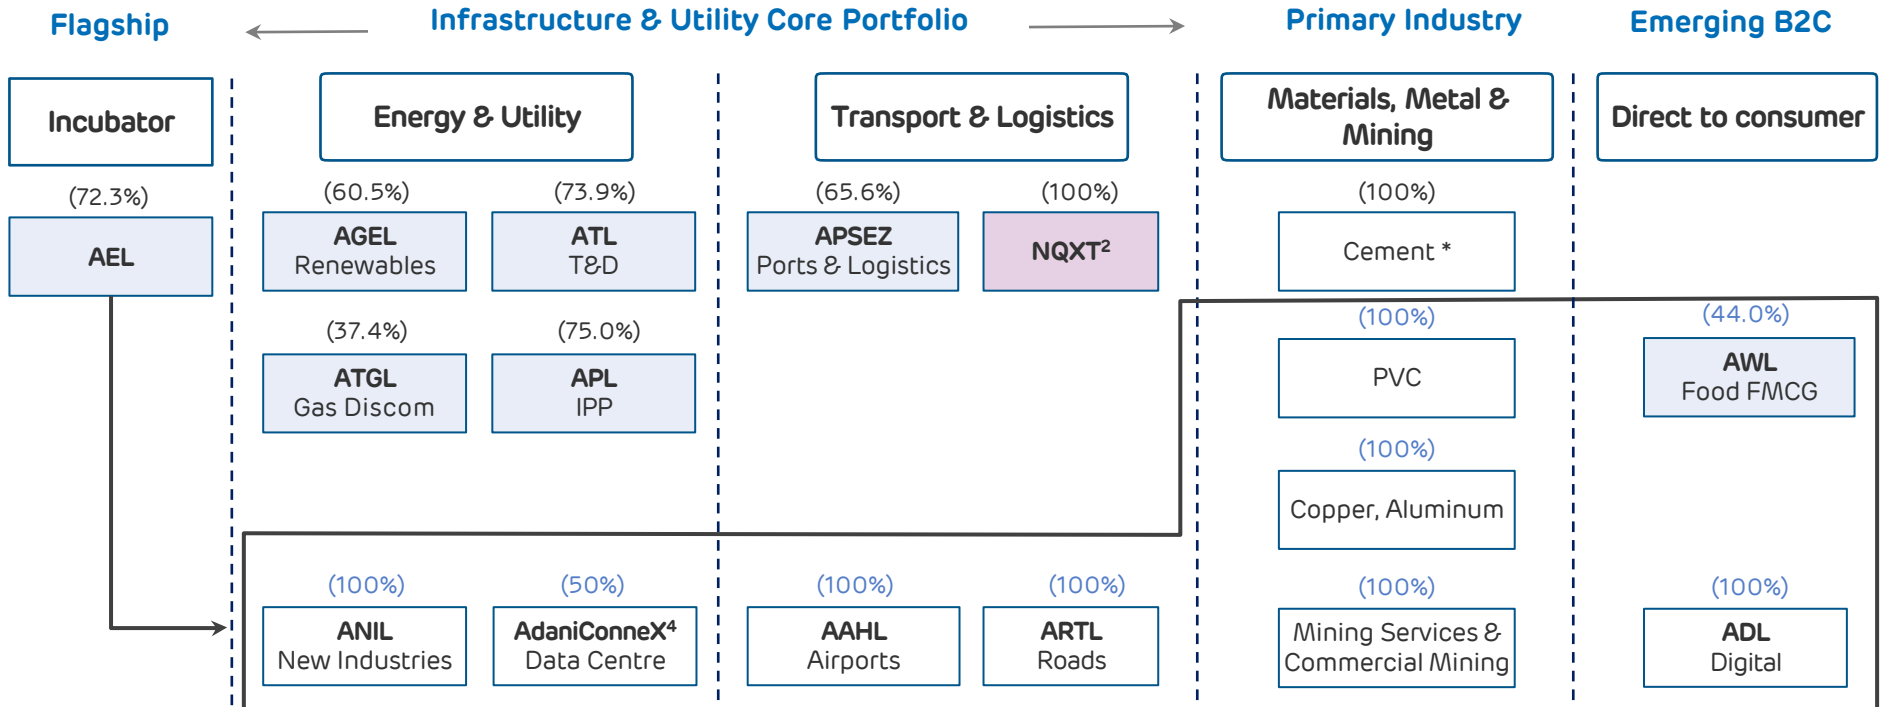 Flagship
Infrastructure & Utility Core Portfolio
Primary Industry
Emerging B2C
Incubator
Energy & Utility
Transport & Logistics
Materials, Metal &
Mining
Direct to consumer
(72.3%)
AEL
(60.5%)
AGEL
Renewables
(73.9%)
ATL
T&D
(65.6%)
APSEZ
Ports & Logistics
(100%)
NQXT²
(100%)
Cement *
(37.4%)
ATGL
Gas Discom
(75.0%)
APL
IPP
(100%)
PVC
(44.0%)
AWL
Food FMCG
(100%)
Copper, Aluminum
(100%)
ANIL
New Industries
(50%)
AdaniConneX⁴
Data Centre
(100%)
AAHL
Airports
(100%)
ARTL
Roads
(100%)
Mining Services &
Commercial Mining
(100%)
ADL
Digital